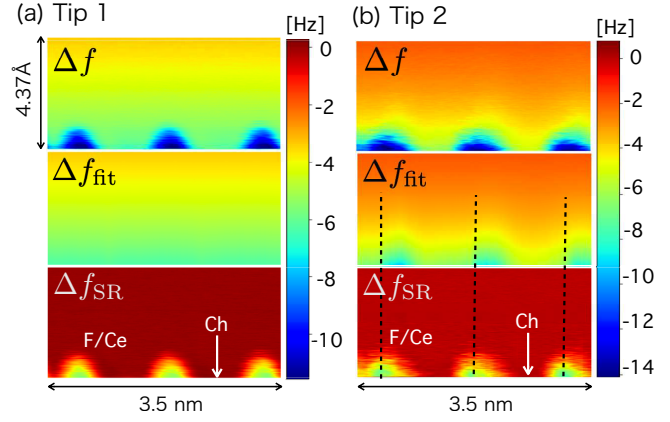 (a) Tip 1
[Hz]
Δf
4.37Å
Δf_fit
Δf_SR
F/Ce
Ch
3.5 nm
0
-2
-4
-6
-8
-10
(b) Tip 2
[Hz]
Δf
Δf_fit
Δf_SR
F/Ce
Ch
3.5 nm
0
-2
-4
-6
-8
-10
-12
-14